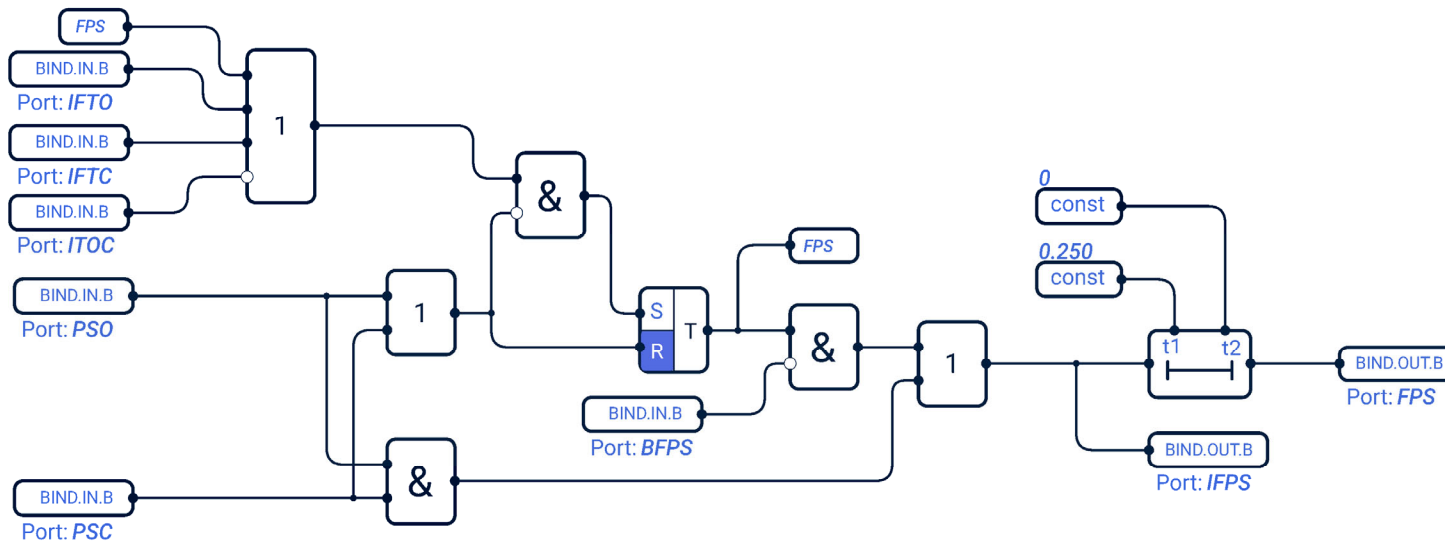 FPS
BIND.IN.B
Port: IFTO
BIND.IN.B
Port: IFTC
BIND.IN.B
Port: ITOC
1
&
0
const
0.250
const
FPS
BIND.IN.B
Port: PSO
1
S
R
T
&
BIND.IN.B
Port: BFPS
1
t1 t2
BIND.OUT.B
Port: FPS
BIND.OUT.B
Port: IFPS
BIND.IN.B
Port: PSC
&